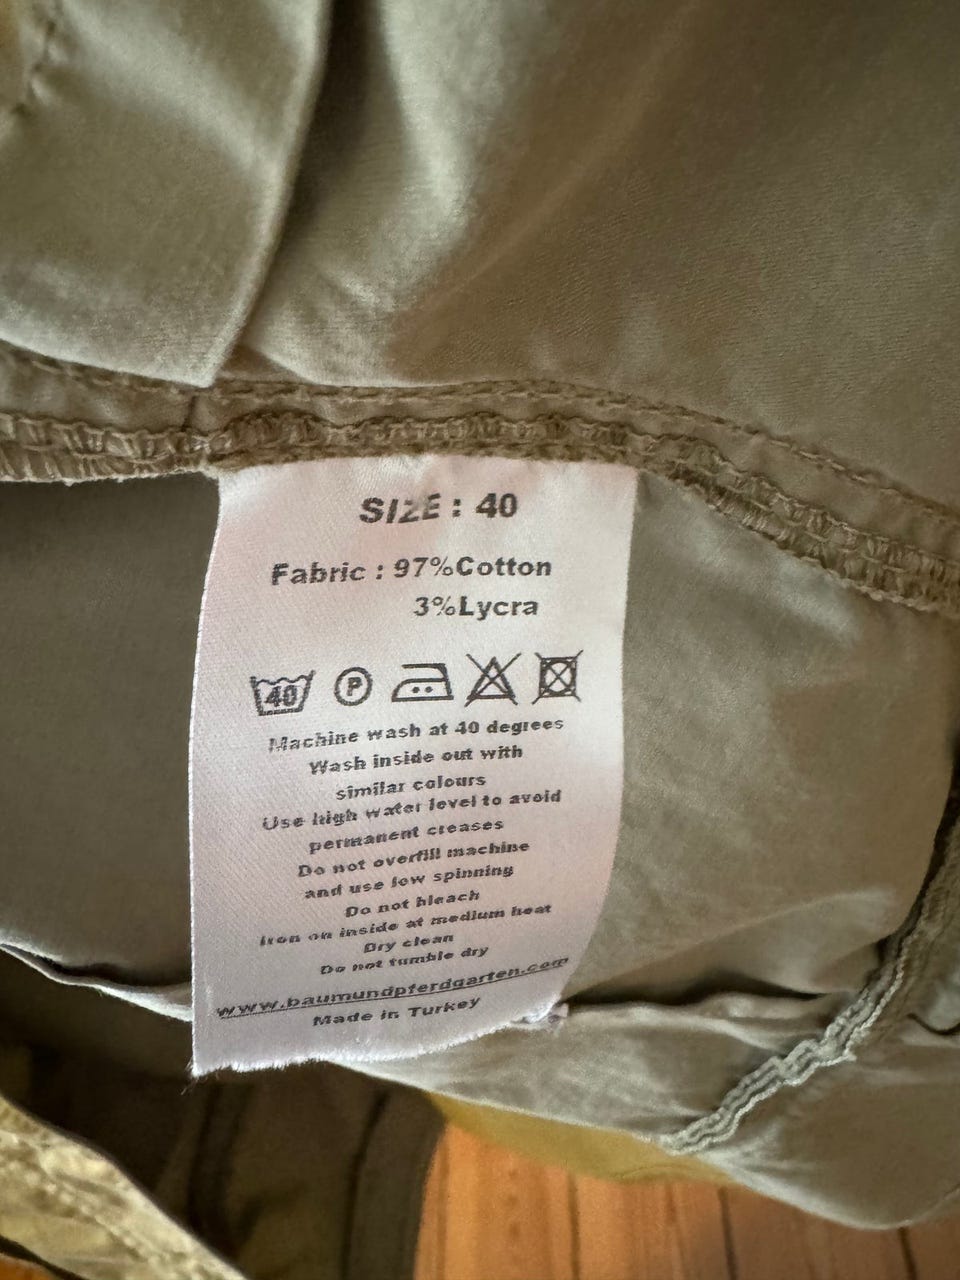 SIZE : 40
Fabric : 97%Cotton
3%Lycra
40 P
Machine wash at 40 degrees
Wash inside out with
similar colours
Use high water level to avoid
permanent creases
Do not overfill machine
and use low spinning
Do not bleach
Iron on inside at medium heat
Dry clean
Do not tumble dry
www.baumundpferdgarten.com
Made in Turkey